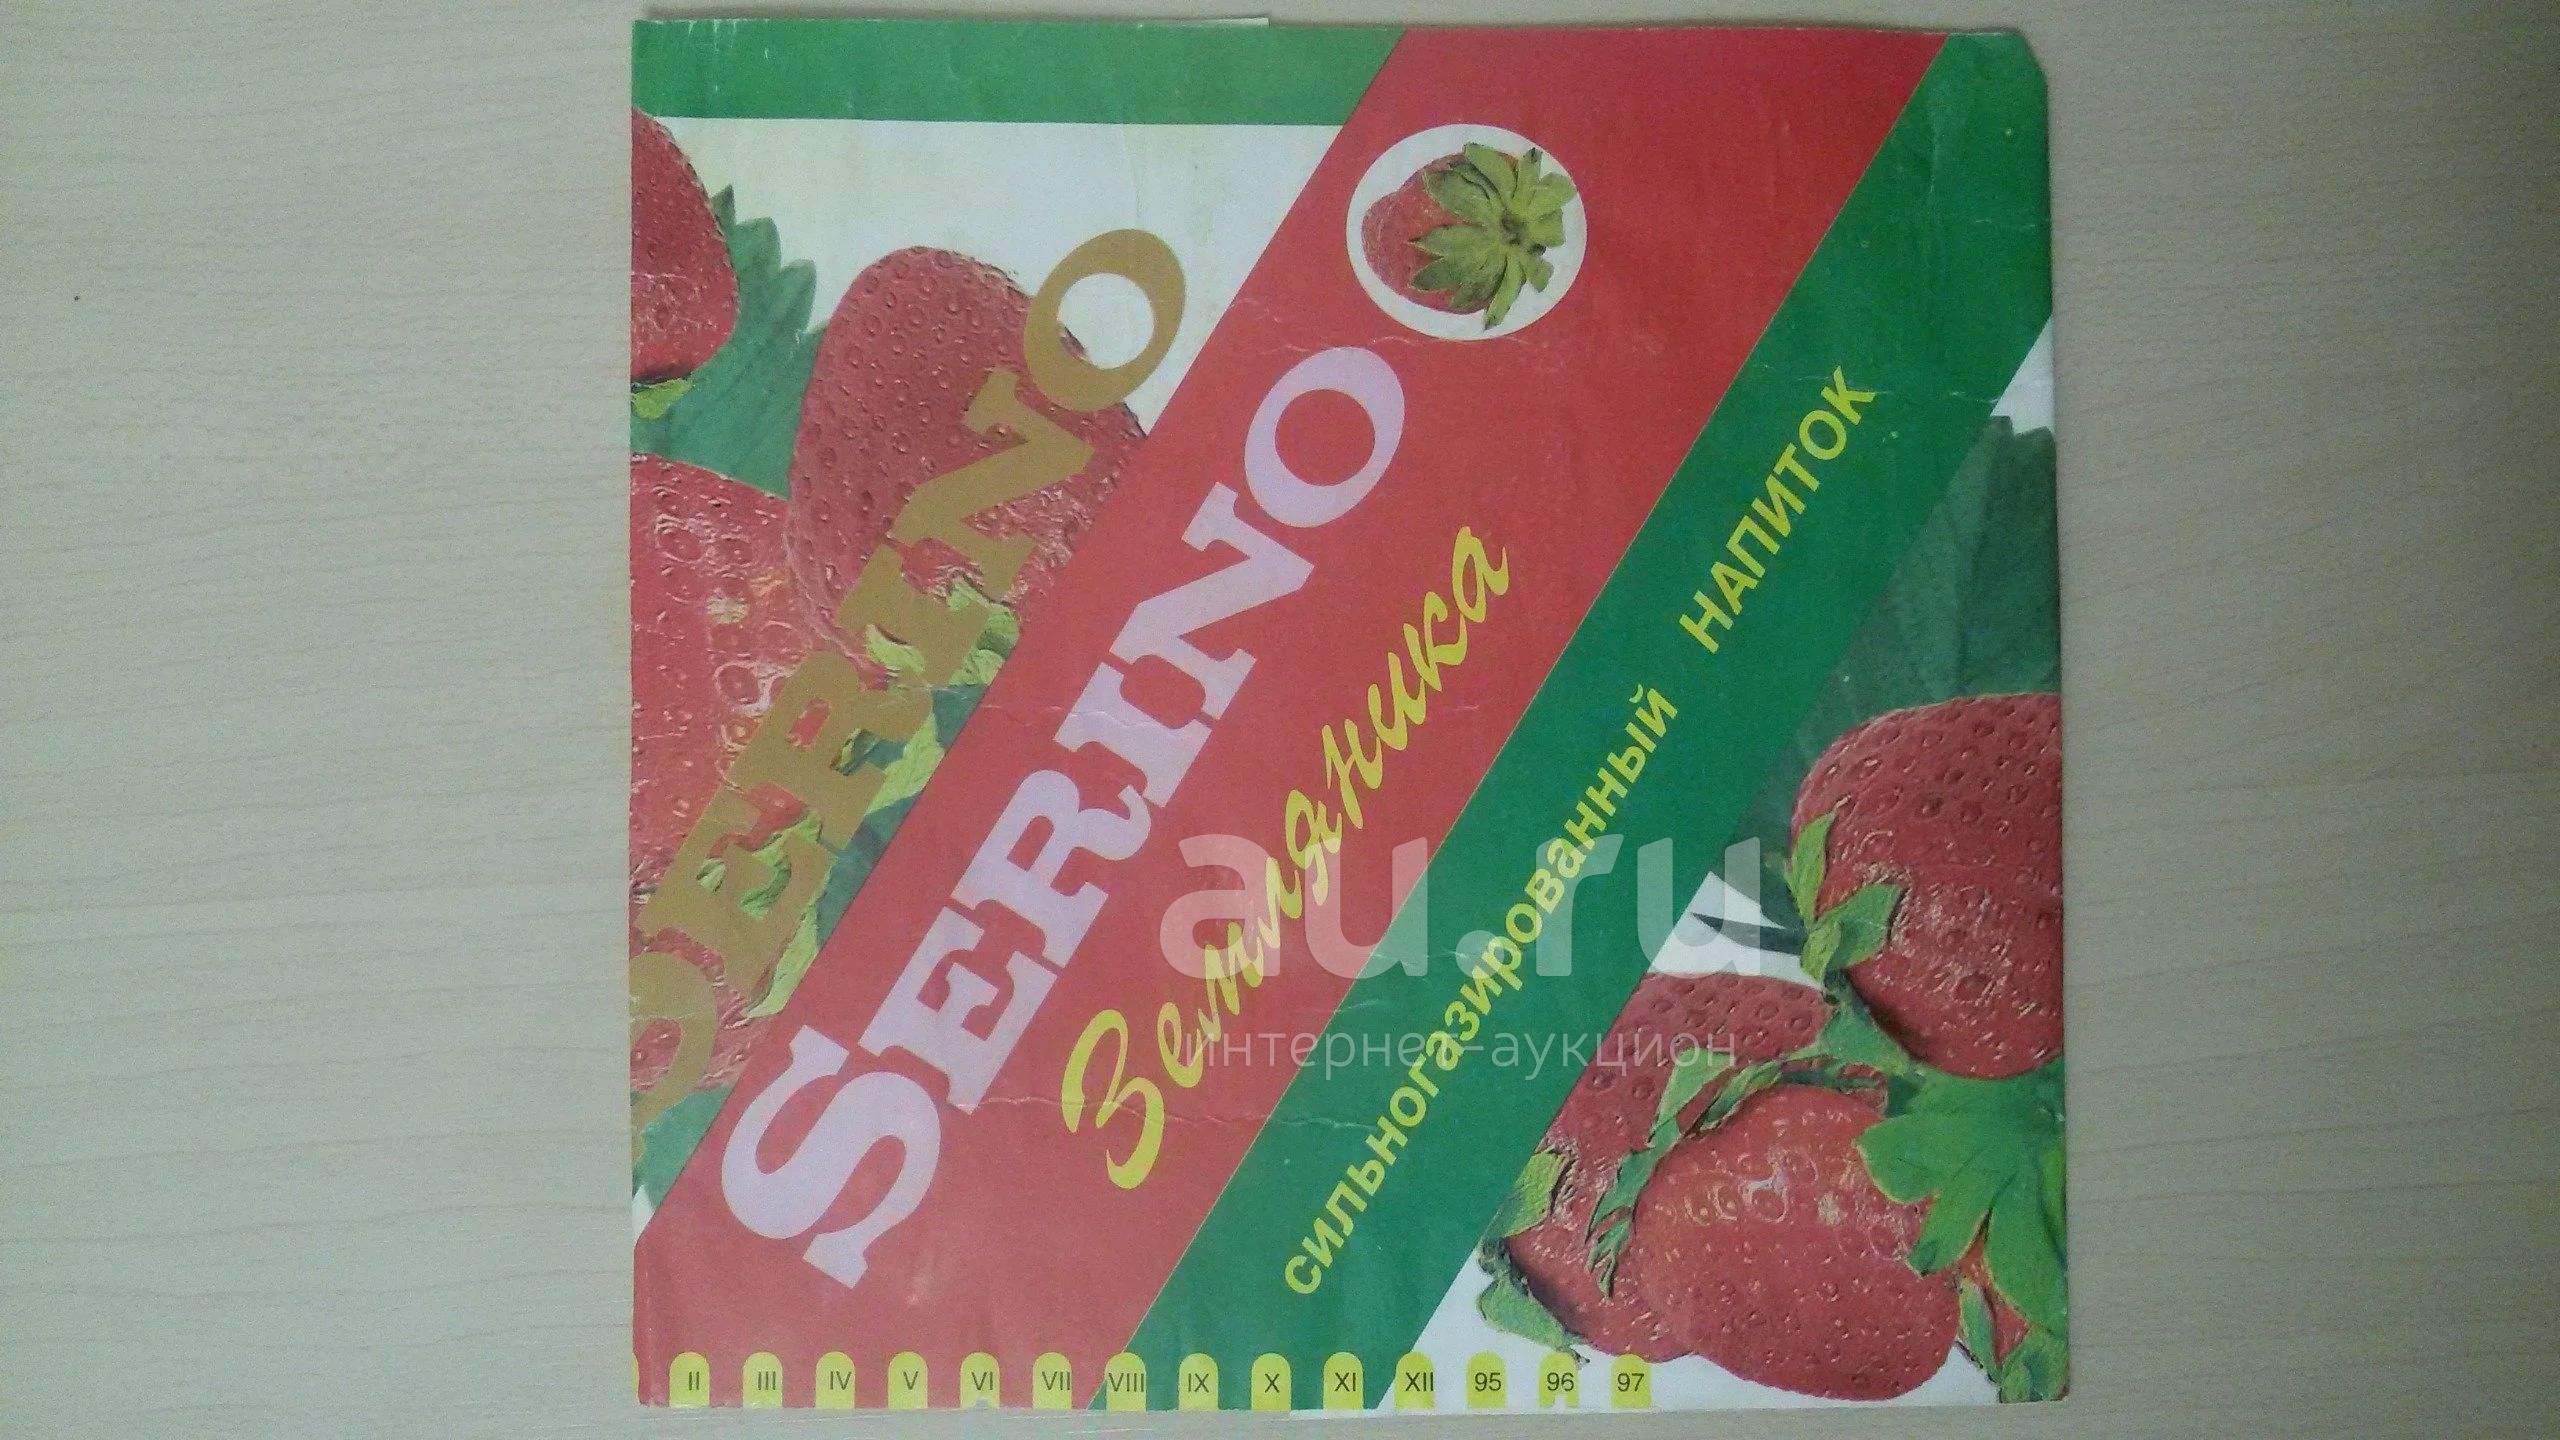 SERINO
SERINO
Земляника
сильногазированный НАПИТОК
au.ru
интернет-аукцион
II III IV V VI VII VIII IX X XI XII 95 96 97